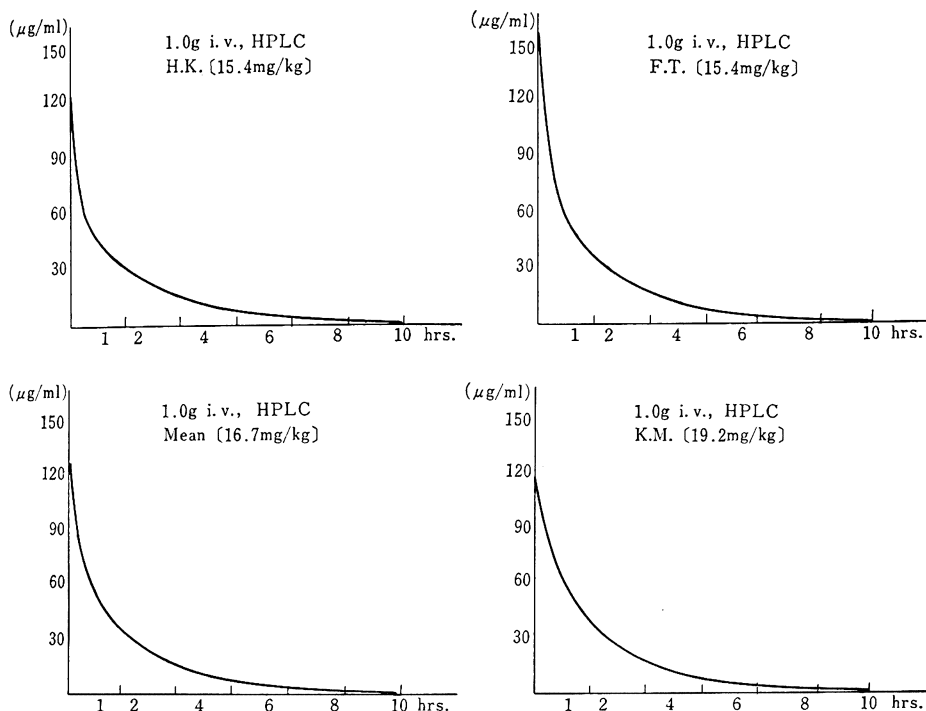 (μg/ml)
150
120
90
60
30
1.0g i.v., HPLC
H.K. [15.4mg/kg]
1 2 4 6 8 10 hrs.
(μg/ml)
150
120
90
60
30
1.0g i.v., HPLC
F.T. [15.4mg/kg]
1 2 4 6 8 10 hrs.
(μg/ml)
150
120
90
60
30
1.0g i.v., HPLC
Mean [16.7mg/kg]
1 2 4 6 8 10 hrs.
(μg/ml)
150
120
90
60
30
1.0g i.v., HPLC
K.M. [19.2mg/kg]
1 2 4 6 8 10 hrs.